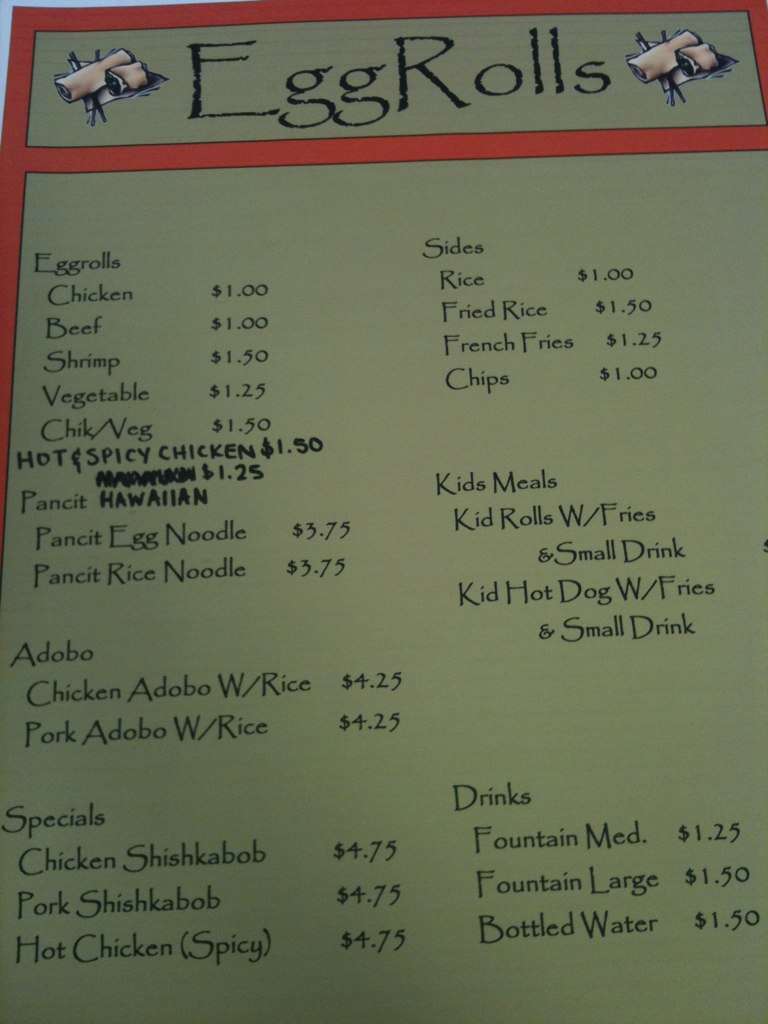 EggRolls
Eggrolls
Chicken $1.00
Beef $1.00
Shrimp $1.50
Vegetable $1.25
Chik/Veg $1.50
HOT & SPICY CHICKEN $1.50
$1.25
HAWAIIAN
Pancit
Pancit Egg Noodle $3.75
Pancit Rice Noodle $3.75
Adobo
Chicken Adobo W/Rice $4.25
Pork Adobo W/Rice $4.25
Specials
Chicken Shishkabob $4.75
Pork Shishkabob $4.75
Hot Chicken (Spicy) $4.75
Sides
Rice $1.00
Fried Rice $1.50
French Fries $1.25
Chips $1.00
Kids Meals
Kid Rolls W/Fries
&Small Drink
Kid Hot Dog W/Fries
& Small Drink
Drinks
Fountain Med. $1.25
Fountain Large $1.50
Bottled Water $1.50